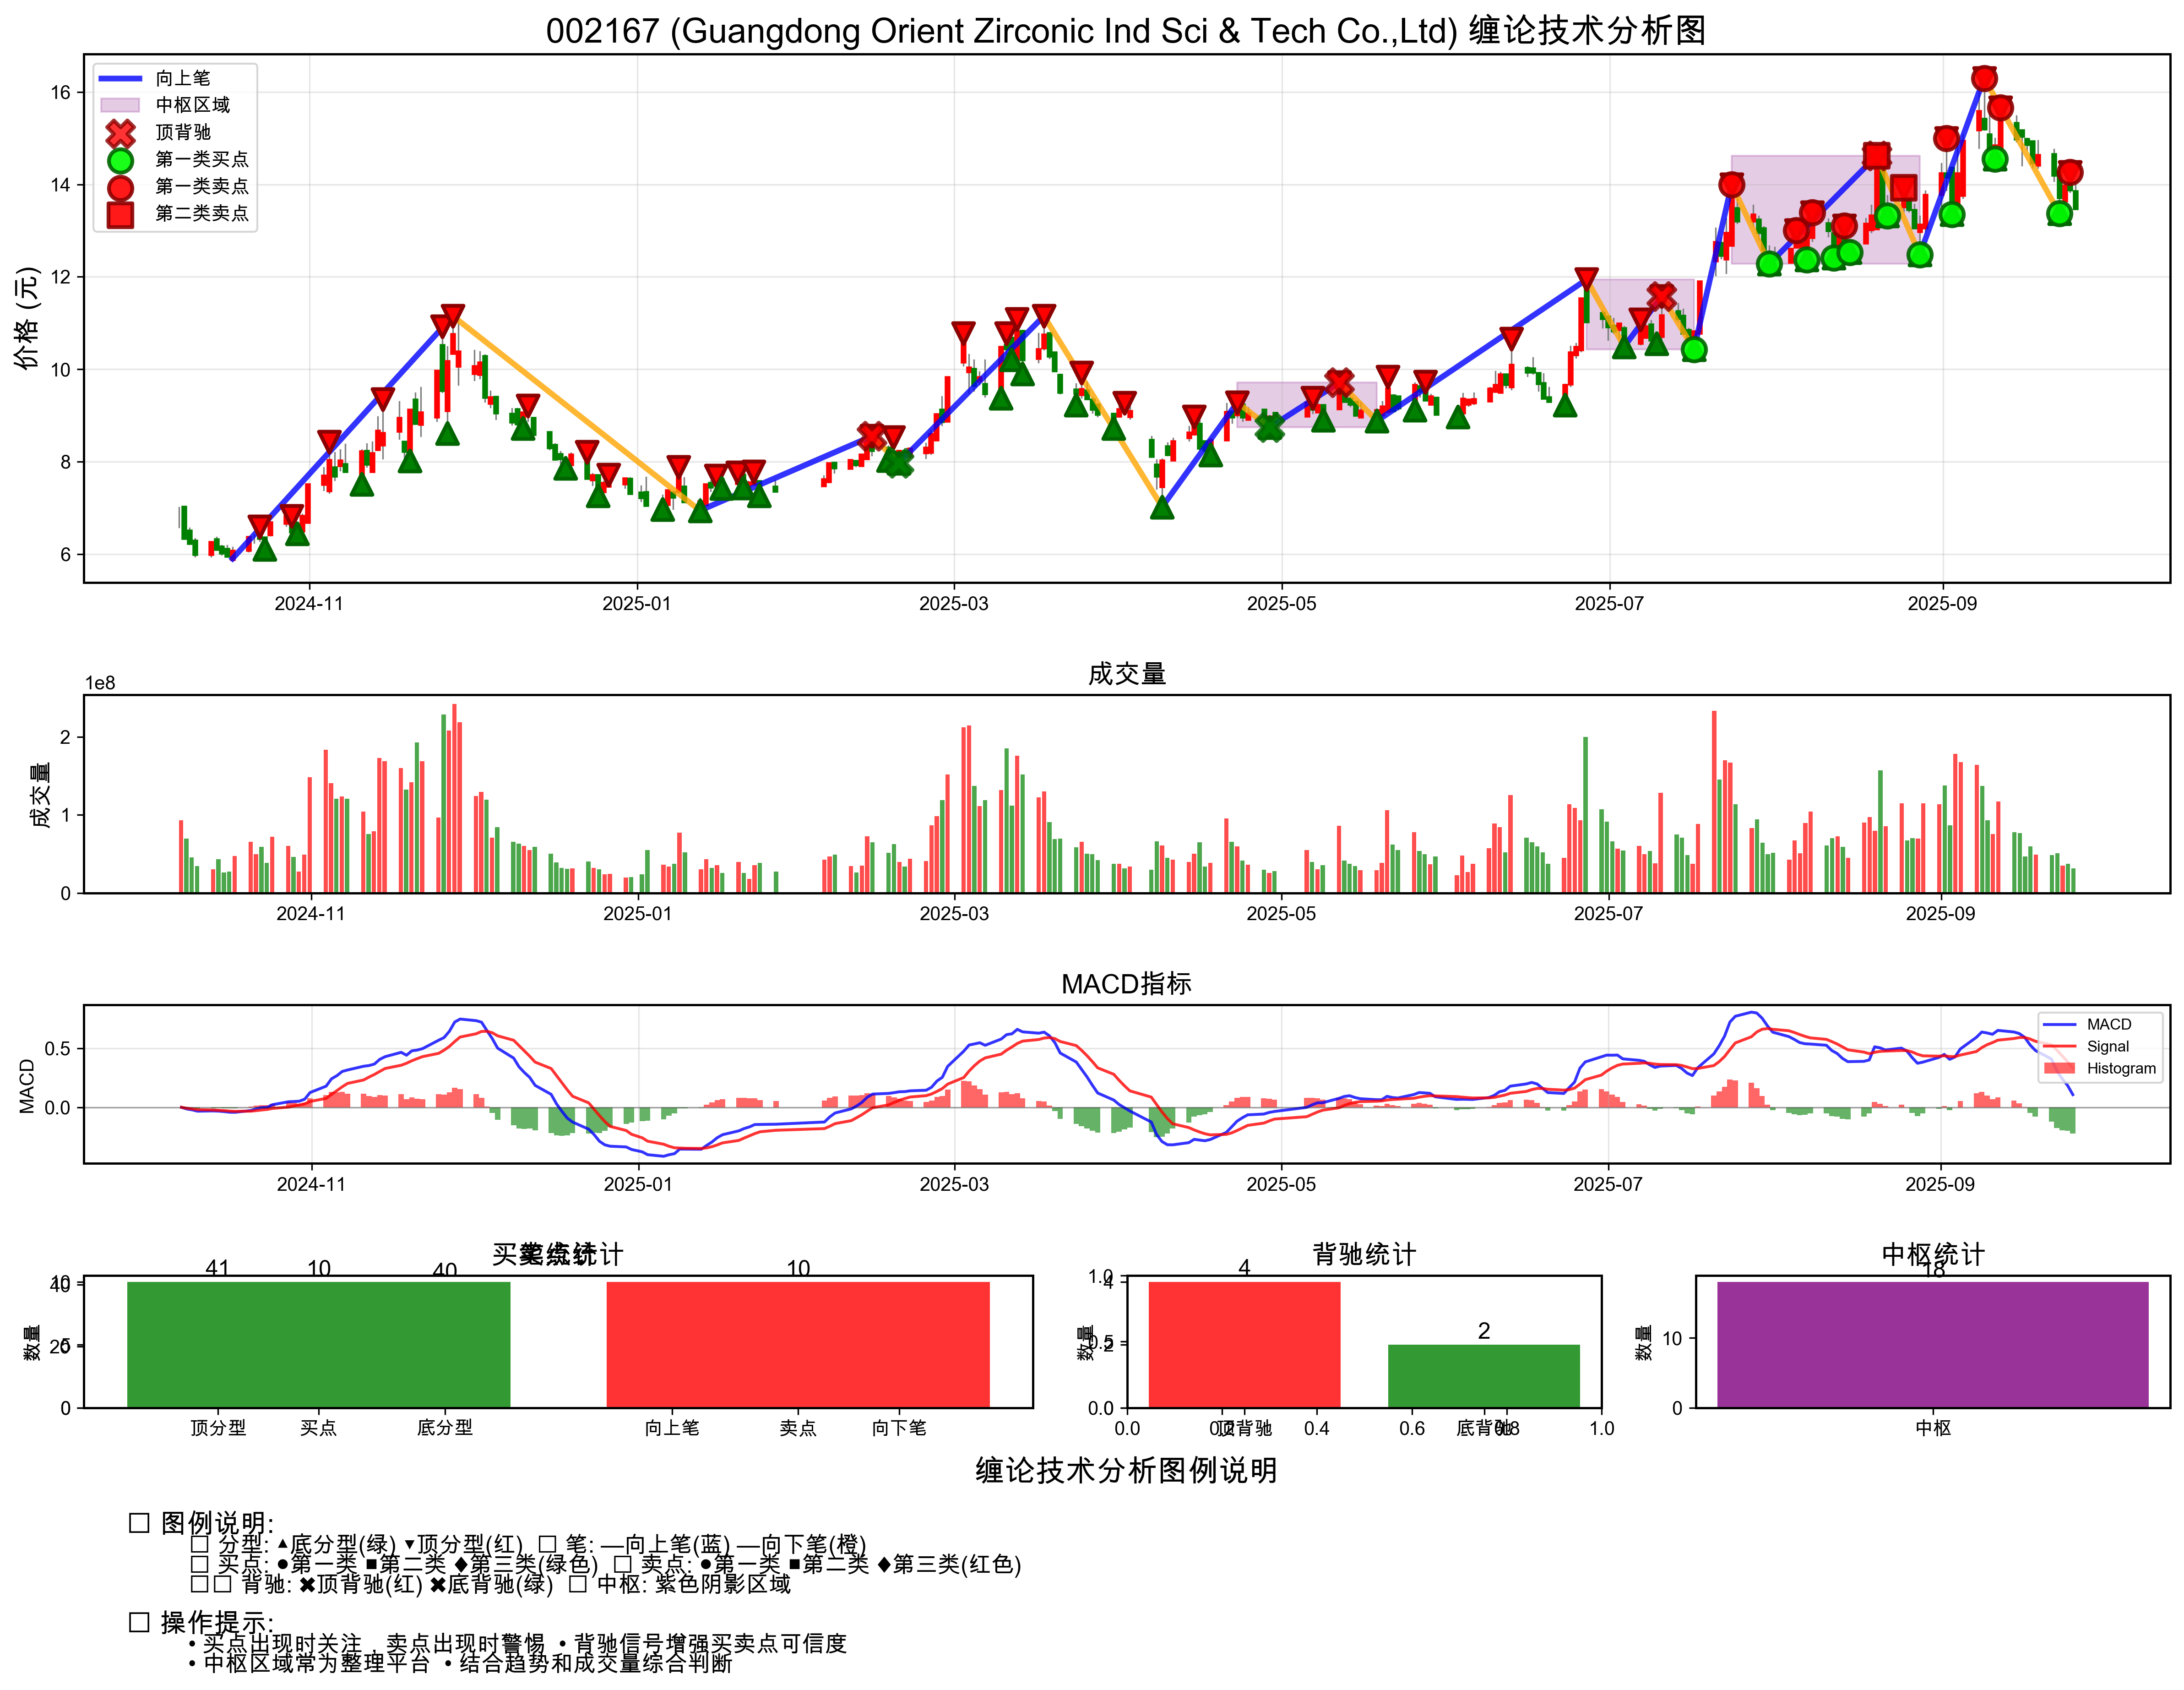 002167 (Guangdong Orient Zirconic Ind Sci & Tech Co.,Ltd) 缠论技术分析图
向上笔
中枢区域
顶背驰
第一类买点
第一类卖点
第二类卖点
价格 (元)
16
14
12
10
8
6
2024-11
2025-01
2025-03
2025-05
2025-07
2025-09
成交量
1e8
成交量
2
1
0
2024-11
2025-01
2025-03
2025-05
2025-07
2025-09
MACD指标
MACD
0.5
0.0
MACD
Signal
Histogram
2024-11
2025-01
2025-03
2025-05
2025-07
2025-09
统计
41
10
40
10
数量
40
0
顶分型
买点
底分型
向上笔
卖点
向下笔
背驰统计
4
2
数量
1.0
0.5
0.0
0.0
0.2
顶背驰
0.4
0.6
底背驰
0.8
1.0
中枢统计
18
数量
10
0
中枢
缠论技术分析图例说明
□ 图例说明:
□ 分型: ▲底分型(绿) ▼顶分型(红) □ 笔: —向上笔(蓝) —向下笔(橙)
□ 买点: ●第一类 ■第二类 ♦第三类(绿色) □ 卖点: ●第一类 ■第二类 ♦第三类(红色)
□□ 背驰: ✖顶背驰(红) ✖底背驰(绿) □ 中枢: 紫色阴影区域
□ 操作提示:
• 买点出现时关注，卖点出现时警惕 • 背驰信号增强买卖点可信度
• 中枢区域常为整理平台 • 结合趋势和成交量综合判断